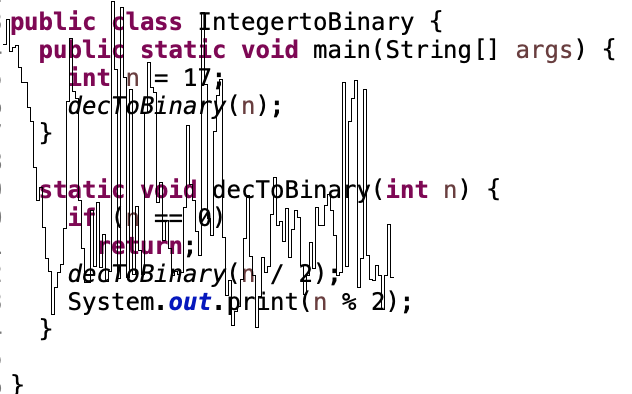 public class IntegertoBinary {
public static void main(String[] args) {
int n = 17;
decToBinary(n);
}
static void decToBinary(int n) {
if (n == 0)
return;
decToBinary(n / 2);
System.out.print(n % 2);
}
}